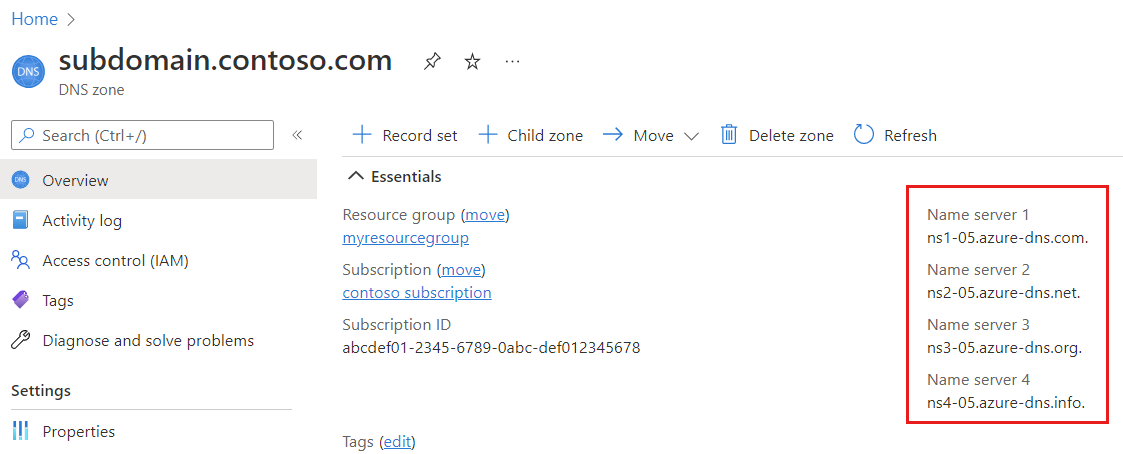 Home
subdomain.contoso.com
DNS
DNS zone
Search (Ctrl+/)
Record set
Child zone
Move
Delete zone
Refresh
DNS
Overview
Activity log
Access control (IAM)
Tags
Diagnose and solve problems
Settings
Properties
Essentials
Resource group (move)
myresourcegroup
Subscription (move)
contoso subscription
Subscription ID
abcdef01-2345-6789-0abc-def012345678
Tags (edit)
Name server 1
ns1-05.azure-dns.com.
Name server 2
ns2-05.azure-dns.net.
Name server 3
ns3-05.azure-dns.org.
Name server 4
ns4-05.azure-dns.info.